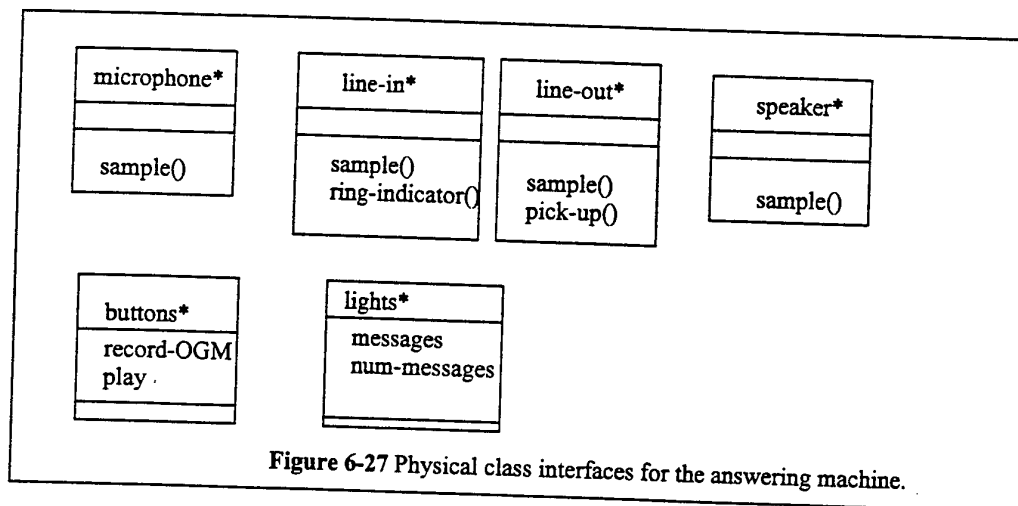 microphone*
sample()
line-in*
sample()
ring-indicator()
line-out*
sample()
pick-up()
speaker*
sample()
buttons*
record-OGM
play
lights*
messages
num-messages
Figure 6-27 Physical class interfaces for the answering machine.